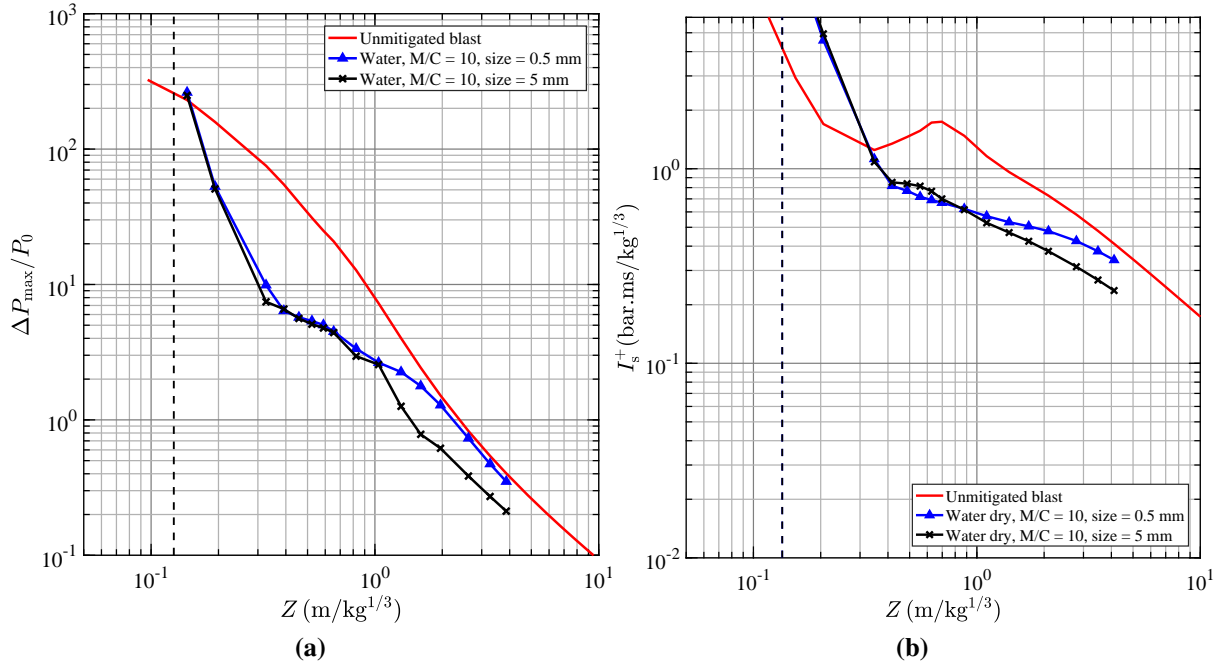 10^3
10^2
10^1
10^0
10^-1
ΔP_max/P_0
Unmitigated blast
Water, M/C = 10, size = 0.5 mm
Water, M/C = 10, size = 5 mm
10^-1
10^0
10^1
Z (m/kg^1/3)
(a)
10^0
10^-1
10^-2
I_s^+ (bar.ms/kg^1/3)
Unmitigated blast
Water dry, M/C = 10, size = 0.5 mm
Water dry, M/C = 10, size = 5 mm
10^-1
10^0
10^1
Z (m/kg^1/3)
(b)